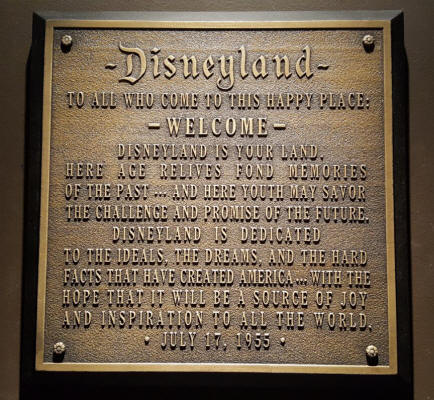 -Disneyland-
TO ALL WHO COME TO THIS HAPPY PLACE:
-WELCOME-
DISNEYLAND IS YOUR LAND.
HERE AGE RELIVES FOND MEMORIES
OF THE PAST ... AND HERE YOUTH MAY SAVOR
THE CHALLENGE AND PROMISE OF THE FUTURE.
DISNEYLAND IS DEDICATED
TO THE IDEALS, THE DREAMS, AND THE HARD
FACTS THAT HAVE CREATED AMERICA... WITH THE
HOPE THAT IT WILL BE A SOURCE OF JOY
AND INSPIRATION TO ALL THE WORLD.
• JULY 17, 1955 •